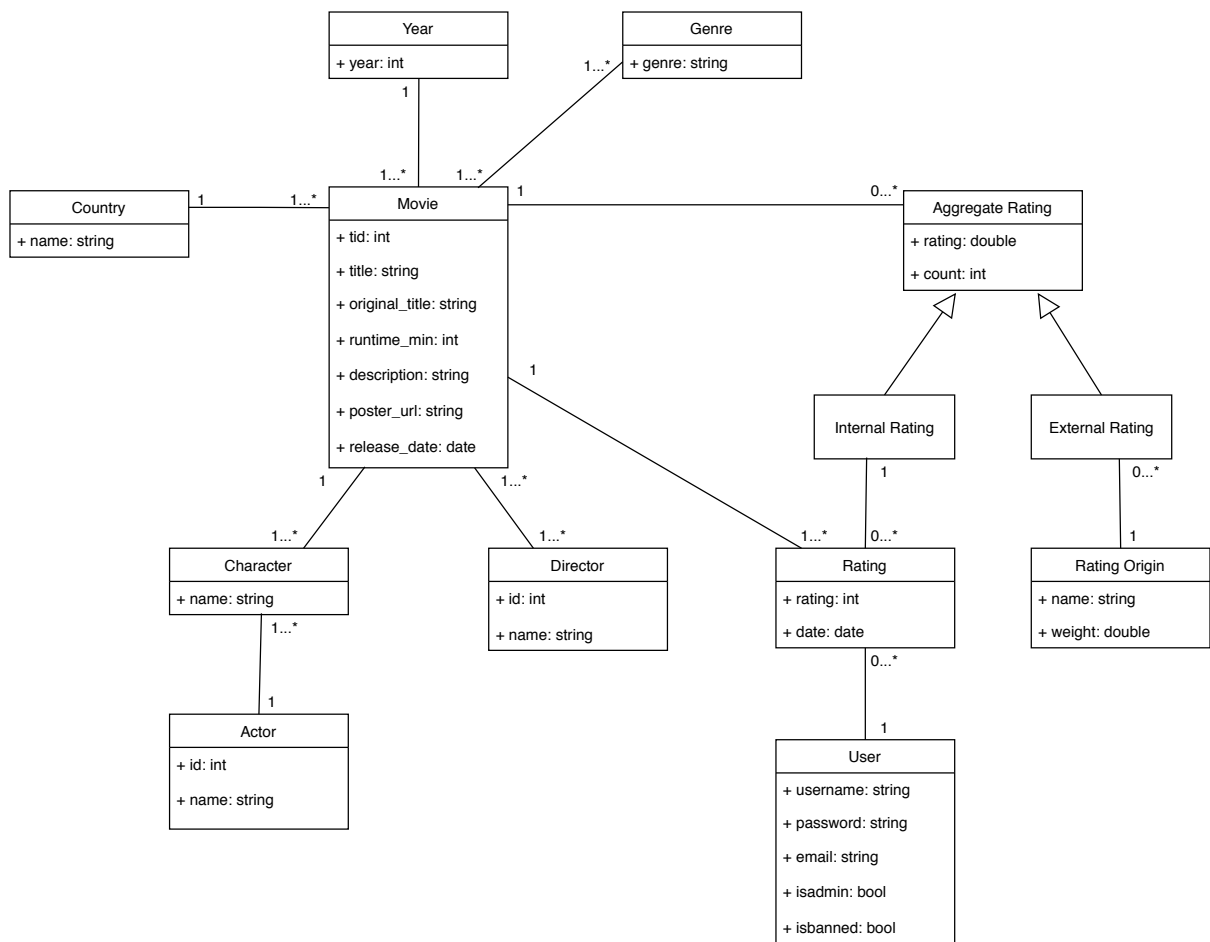 Year
+ year: int
1
1...*
Genre
+ genre: string
1...*
1...*
Country
+ name: string
1
1...*
Movie
+ tid: int
+ title: string
+ original_title: string
+ runtime_min: int
+ description: string
+ poster_url: string
+ release_date: date
1
0...*
Aggregate Rating
+ rating: double
+ count: int
Internal Rating
External Rating
1
1...*
1
0...*
0...*
1
1
1...*
1...*
1...*
Character
+ name: string
1...*
1
Director
+ id: int
+ name: string
Rating
+ rating: int
+ date: date
Rating Origin
+ name: string
+ weight: double
Actor
+ id: int
+ name: string
0...*
1
User
+ username: string
+ password: string
+ email: string
+ isadmin: bool
+ isbanned: bool